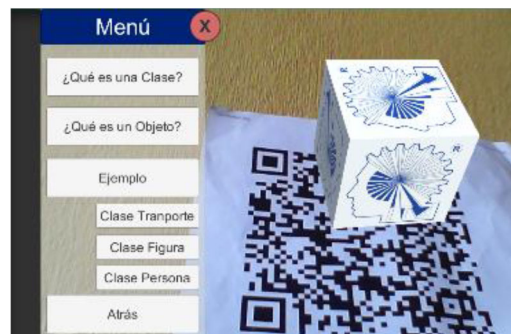 Menú
X
¿Qué es una Clase?
¿Qué es un Objeto?
Ejemplo
Clase Tranporte
Clase Figura
Clase Persona
Atrás
R
R